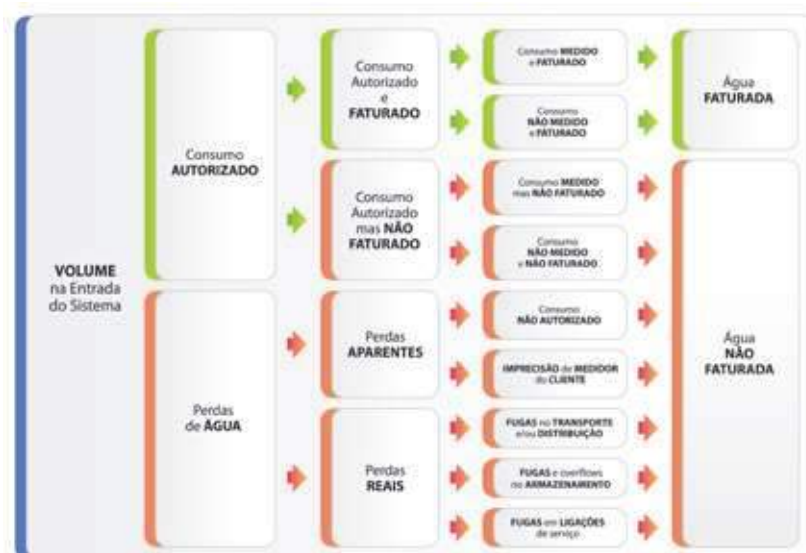 VOLUME
na Entrada
do Sistema
Consumo
AUTORIZADO
Perdas
de ÁGUA
Consumo
Autorizado
e
FATURADO
Consumo
Autorizado
mas NÃO
FATURADO
Perdas
APARENTES
Perdas
REAIS
Consumo MEDIDO
e FATURADO
Consumo
NÃO MEDIDO
e FATURADO
Consumo MEDIDO
mas NÃO FATURADO
Consumo
NÃO MEDIDO
e NÃO FATURADO
Consumo
NÃO AUTORIZADO
IMPRECISÃO de MEDIDOR
do CLIENTE
FUGAS no TRANSPORTE
e/ou DISTRIBUIÇÃO
FUGAS e overflows
no ARMAZENAMENTO
FUGAS em LIGAÇÕES
de serviço
Água
FATURADA
Água
NÃO
FATURADA